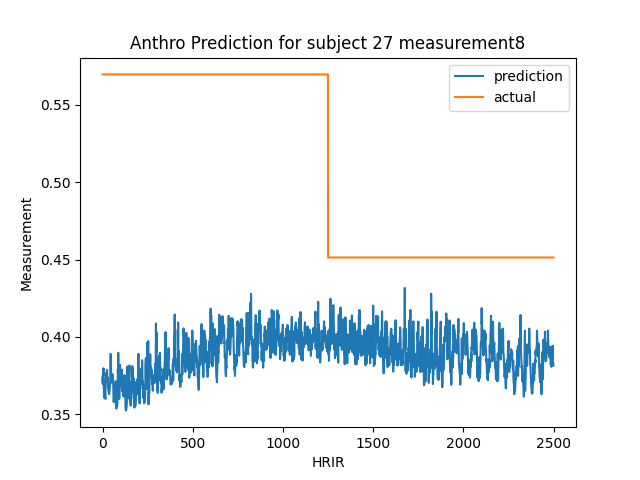 Anthro Prediction for subject 27 measurement8
prediction
actual
Measurement
0.55
0.50
0.45
0.40
0.35
0
500
1000
1500
2000
2500
HRIR